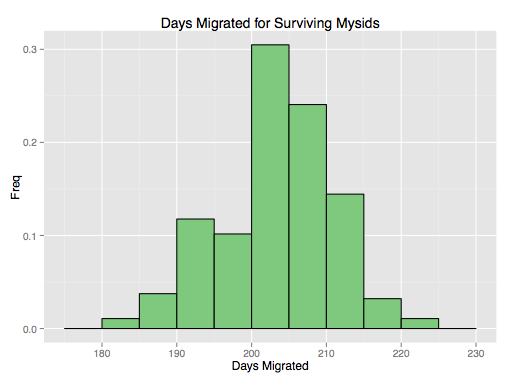 Days Migrated for Surviving Mysids
Freq
0.3
0.2
0.1
0.0
180 190 200 210 220 230
Days Migrated